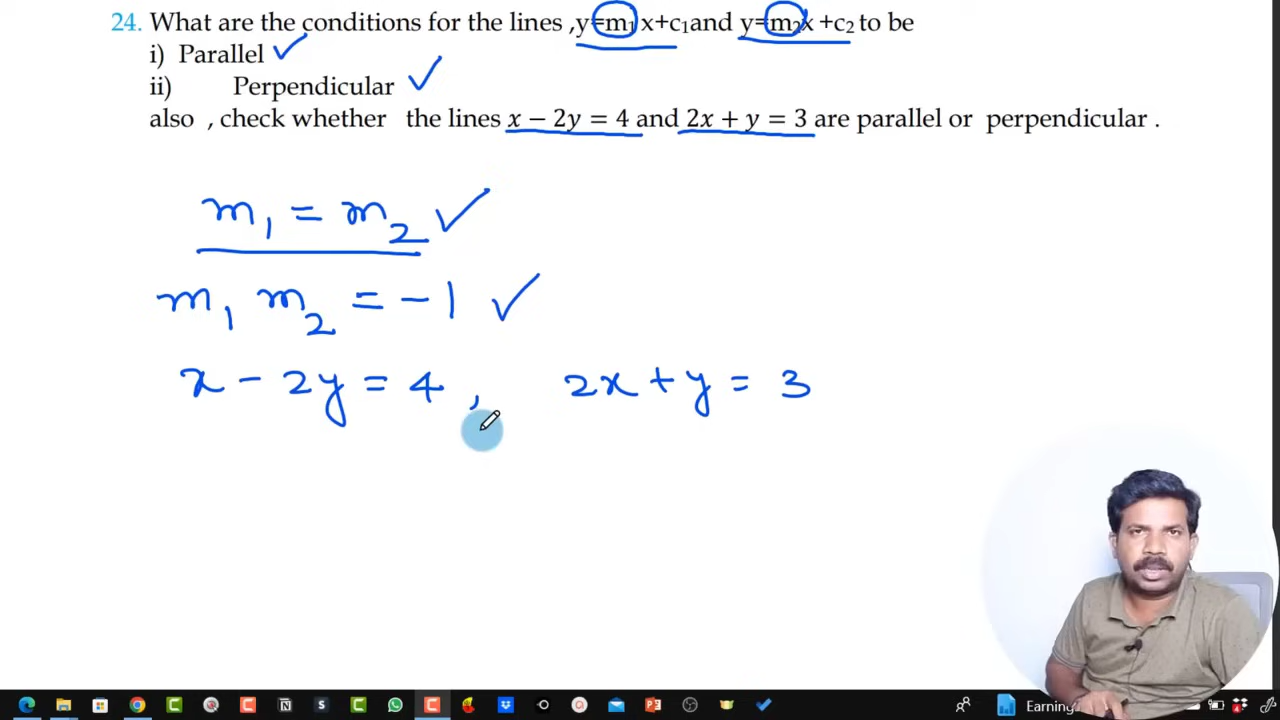 24. What are the conditions for the lines ,y=m₁x+c₁and y=m₂x +c₂ to be
i) Parallel ✓
ii) Perpendicular ✓
also , check whether the lines x − 2y = 4 and 2x + y = 3 are parallel or perpendicular .
m₁ = m₂ ✓
m₁ m₂ = −1 ✓
x − 2y = 4 , 2x + y = 3
Earning